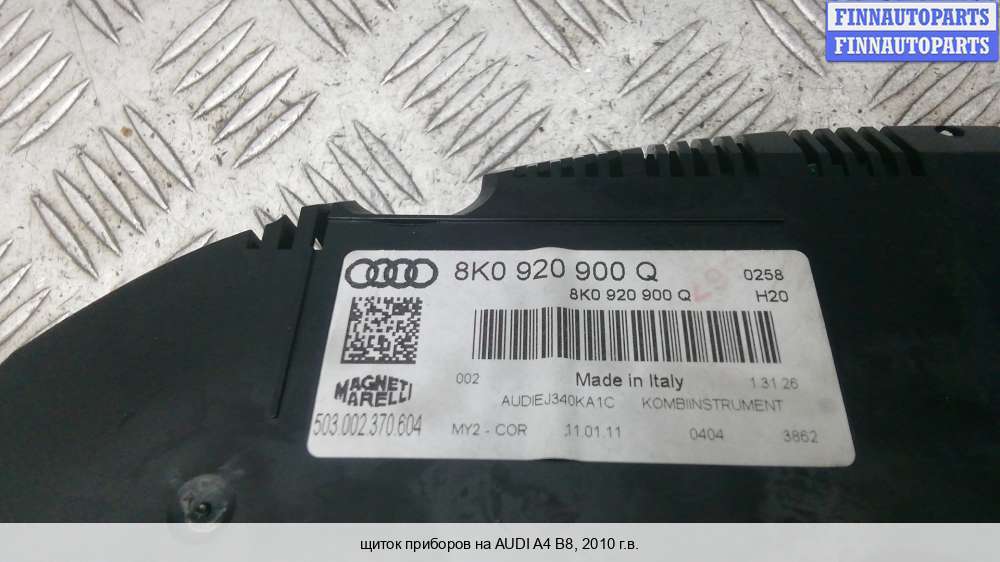 FINNAUTOPARTS
FINNAUTOPARTS
8K0 920 900 Q 0258
8K0 920 900 Q H20
002 Made in Italy 1.31.26
MAGNETI
MARELLI
AUDIEJ340KA1C KOMBIINSTRUMENT
503.002.370.604
MY2 - COR 11.01.11 0404 3862
щиток приборов на AUDI A4 B8, 2010 г.в.